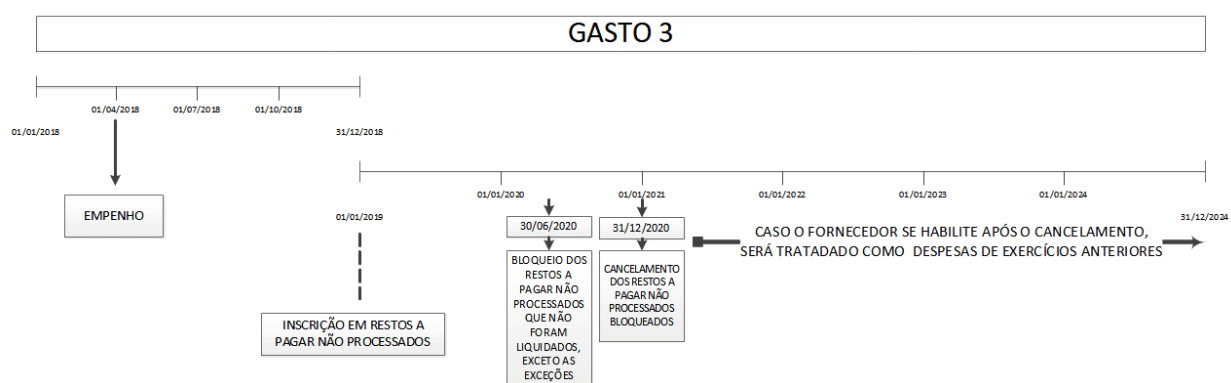 GASTO 3
01/04/2018
01/07/2018
01/10/2018
01/01/2018
31/12/2018
EMPENHO
01/01/2020
01/01/2021
01/01/2022
01/01/2023
01/01/2024
01/01/2019
31/12/2024
30/06/2020
31/12/2020
CASO O FORNECEDOR SE HABILITE APÓS O CANCELAMENTO,
SERÁ TRATADADO COMO DESPESAS DE EXERCÍCIOS ANTERIORES
BLOQUEIO DOS
RESTOS A
PAGAR NÃO
PROCESSADOS
QUE NÃO
FORAM
LIQUIDADOS,
EXCETO AS
EXCEÇÕES
CANCELAMENTO
DOS RESTOS A
PAGAR NÃO
PROCESSADOS
BLOQUEADOS
INSCRIÇÃO EM RESTOS A
PAGAR NÃO PROCESSADOS